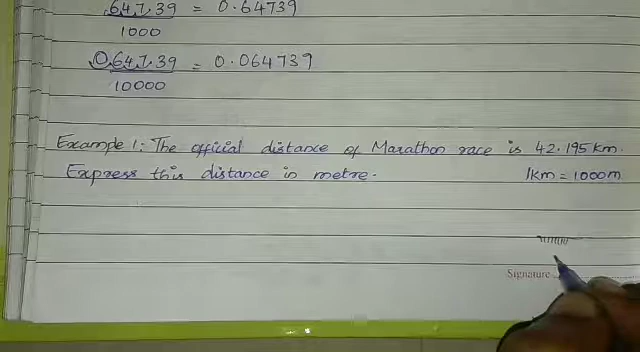 647.39 = 0.64739
1000
0647.39 = 0.064739
10000
Example 1: The official distance of Marathon race is 42.195 km.
Express this distance in metre. 1km = 1000m
Signature